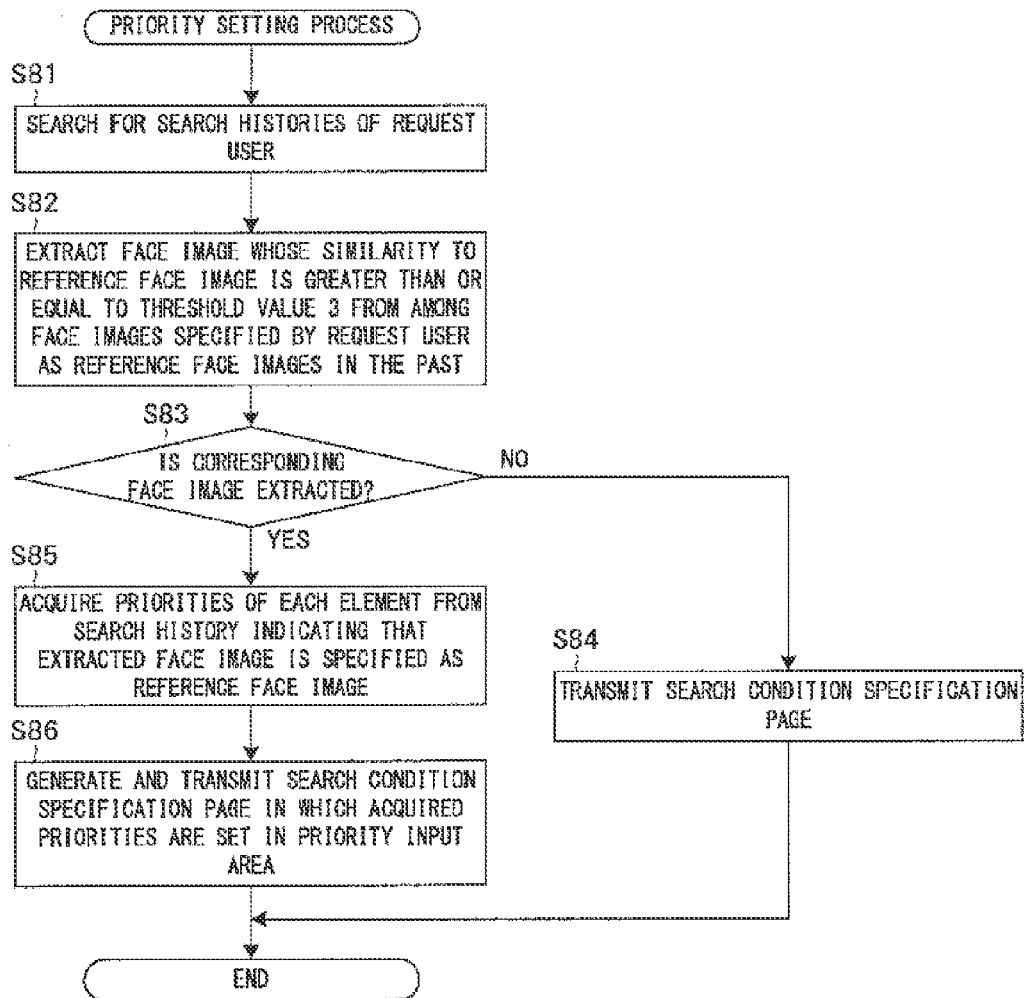 PRIORITY SETTING PROCESS
S81
SEARCH FOR SEARCH HISTORIES OF REQUEST
USER
S82
EXTRACT FACE IMAGE WHOSE SIMILARITY TO
REFERENCE FACE IMAGE IS GREATER THAN OR
EQUAL TO THRESHOLD VALUE 3 FROM AMONG
FACE IMAGES SPECIFIED BY REQUEST USER
AS REFERENCE FACE IMAGES IN THE PAST
S83
IS CORRESPONDING
FACE IMAGE EXTRACTED?
NO
YES
S85
ACQUIRE PRIORITIES OF EACH ELEMENT FROM
SEARCH HISTORY INDICATING THAT
EXTRACTED FACE IMAGE IS SPECIFIED AS
REFERENCE FACE IMAGE
S84
TRANSMIT SEARCH CONDITION SPECIFICATION
PAGE
S86
GENERATE AND TRANSMIT SEARCH CONDITION
SPECIFICATION PAGE IN WHICH ACQUIRED
PRIORITIES ARE SET IN PRIORITY INPUT
AREA
END